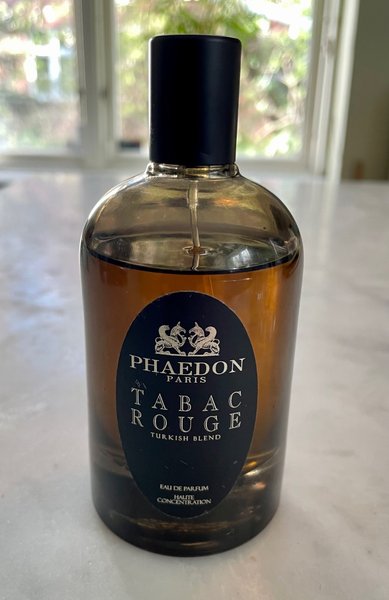 PHAEDON
PARIS
TABAC
ROUGE
TURKISH BLEND
EAU DE PARFUM
HAUTE
CONCENTRATION